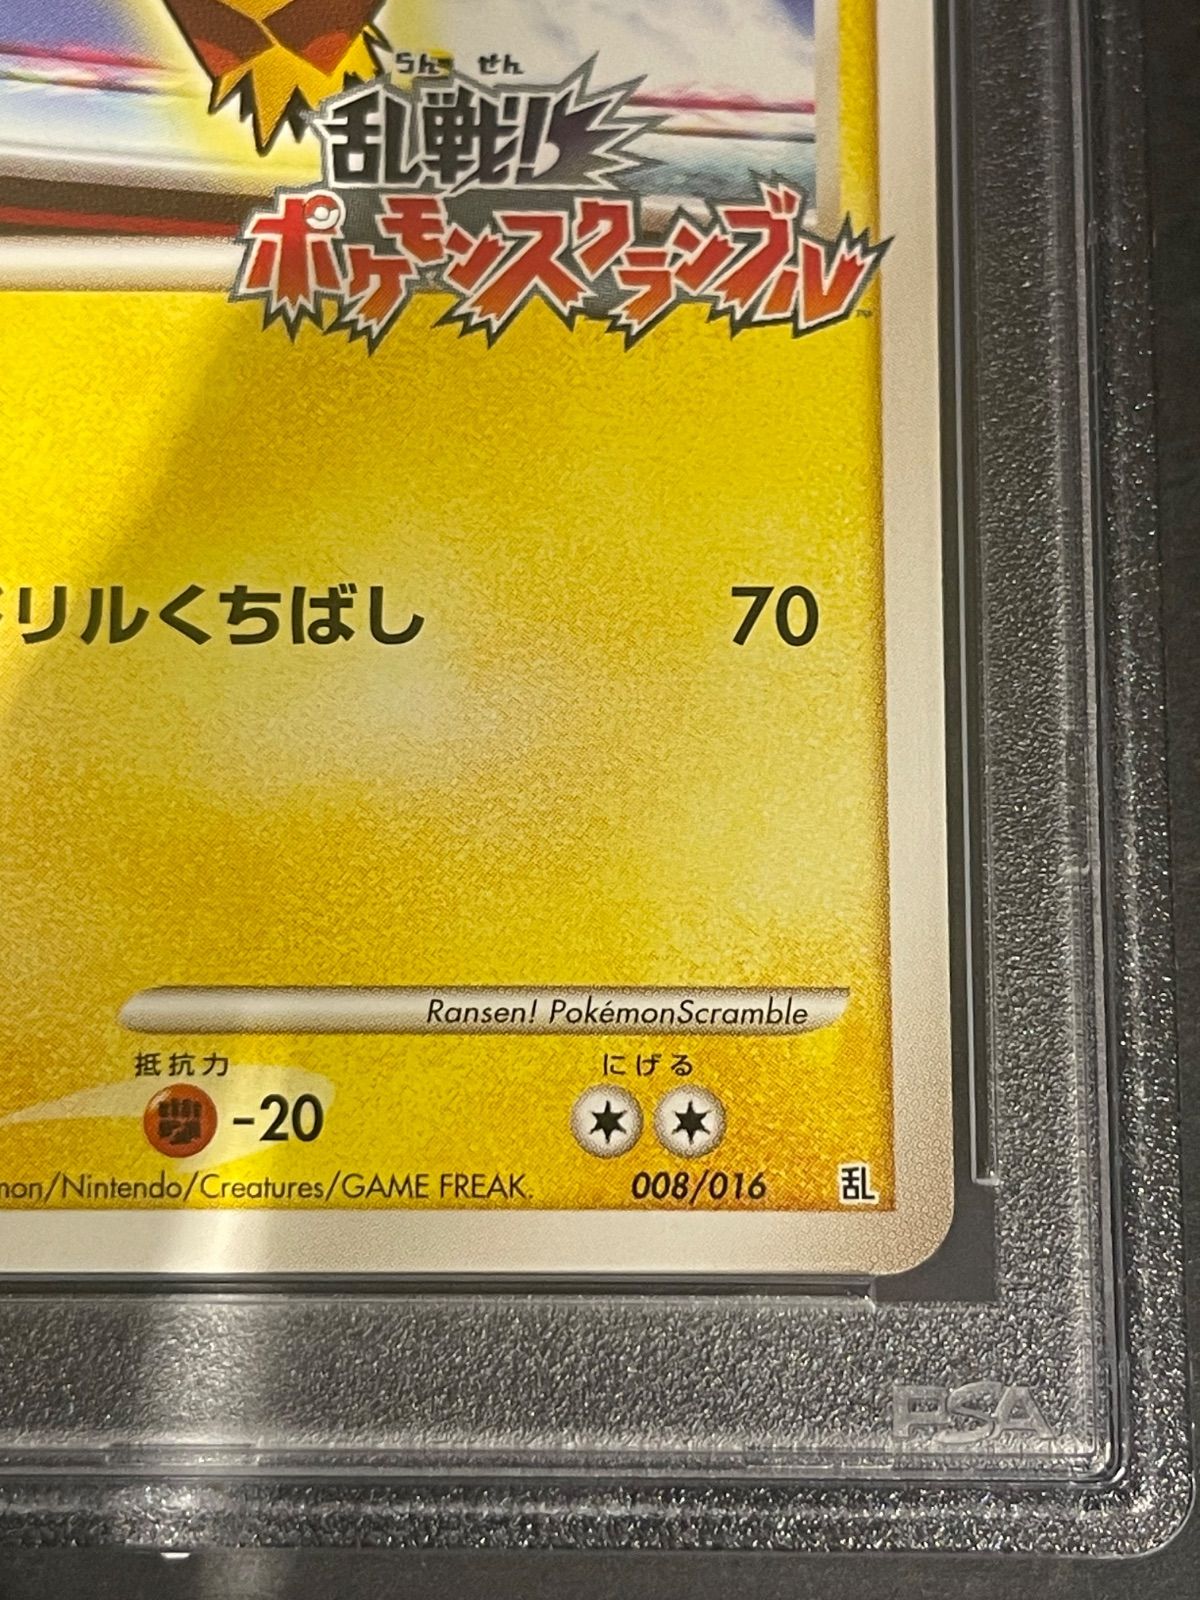 らん せん
乱戦!
ポケモンスクランブル
™
リルくちばし 70
Ransen! PokémonScramble
抵抗力 にげる
-20
mon/Nintendo/Creatures/GAME FREAK. 008/016 乱
PSA